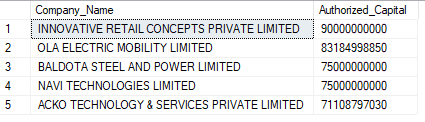 Company_Name Authorized_Capital
1 INNOVATIVE RETAIL CONCEPTS PRIVATE LIMITED 90000000000
2 OLA ELECTRIC MOBILITY LIMITED 83184998850
3 BALDOTA STEEL AND POWER LIMITED 75000000000
4 NAVI TECHNOLOGIES LIMITED 75000000000
5 ACKO TECHNOLOGY & SERVICES PRIVATE LIMITED 71108797030